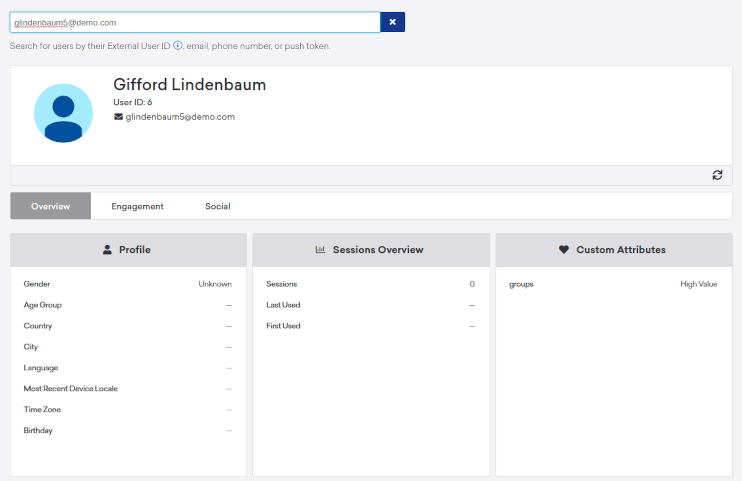 glindenbaum5@demo.com
Search for users by their External User ID, email, phone number, or push token.
Gifford Lindenbaum
User ID: 6
glindenbaum5@demo.com
Overview Engagement Social
Profile
Gender Unknown
Age Group —
Country —
City —
Language —
Most Recent Device Locale —
Time Zone —
Birthday —
Sessions Overview
Sessions 0
Last Used —
First Used —
Custom Attributes
groups High Value